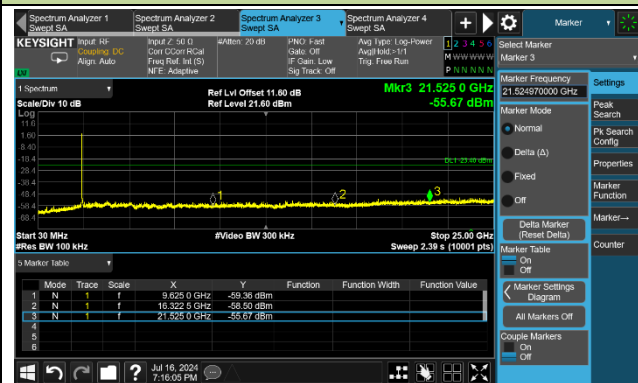 Spectrum Analyzer 1
Swept SA
Spectrum Analyzer 2
Swept SA
Spectrum Analyzer 3
Swept SA
Spectrum Analyzer 4
Swept SA
+
Marker
KEYSIGHT
Input: RF
Coupling: DC
Align: Auto
Input Z: 50 Ω
Corr CCorr RCal
Freq Ref: Int (S)
NFE: Adaptive
#Atten: 20 dB
PNO: Fast
Gate: Off
IF Gain: Low
Sig Track: Off
Avg Type: Log-Power
Avg|Hold:>1/1
Trig: Free Run
1 2 3 4 5 6
M W W W W W
P N N N N N
LXI
Select Marker
Marker 3
1 Spectrum
Scale/Div 10 dB
Ref Lvl Offset 11.60 dB
Ref Level 21.60 dBm
Mkr3 21.525 0 GHz
-55.67 dBm
Log
11.6
1.60
-8.40
-18.4
-28.4
-38.4
-48.4
-58.4
-68.4
DL1 -23.40 dBm
1
2
3
Start 30 MHz
#Res BW 100 kHz
#Video BW 300 kHz
Stop 25.00 GHz
Sweep 2.39 s (10001 pts)
5 Marker Table
Mode Trace Scale X Y Function Function Width Function Value
1 N 1 f 9.625 0 GHz -59.36 dBm
2 N 1 f 16.322 5 GHz -58.50 dBm
3 N 1 f 21.525 0 GHz -55.67 dBm
4
5
6
Marker Frequency
21.524970000 GHz
Marker Mode
Normal
Delta (Δ)
Fixed
Off
Delta Marker
(Reset Delta)
Marker Table
On
Off
Marker Settings
Diagram
All Markers Off
Couple Markers
On
Off
Settings
Peak
Search
Pk Search
Config
Properties
Marker
Function
Marker→
Counter
?
Jul 16, 2024
7:16:05 PM